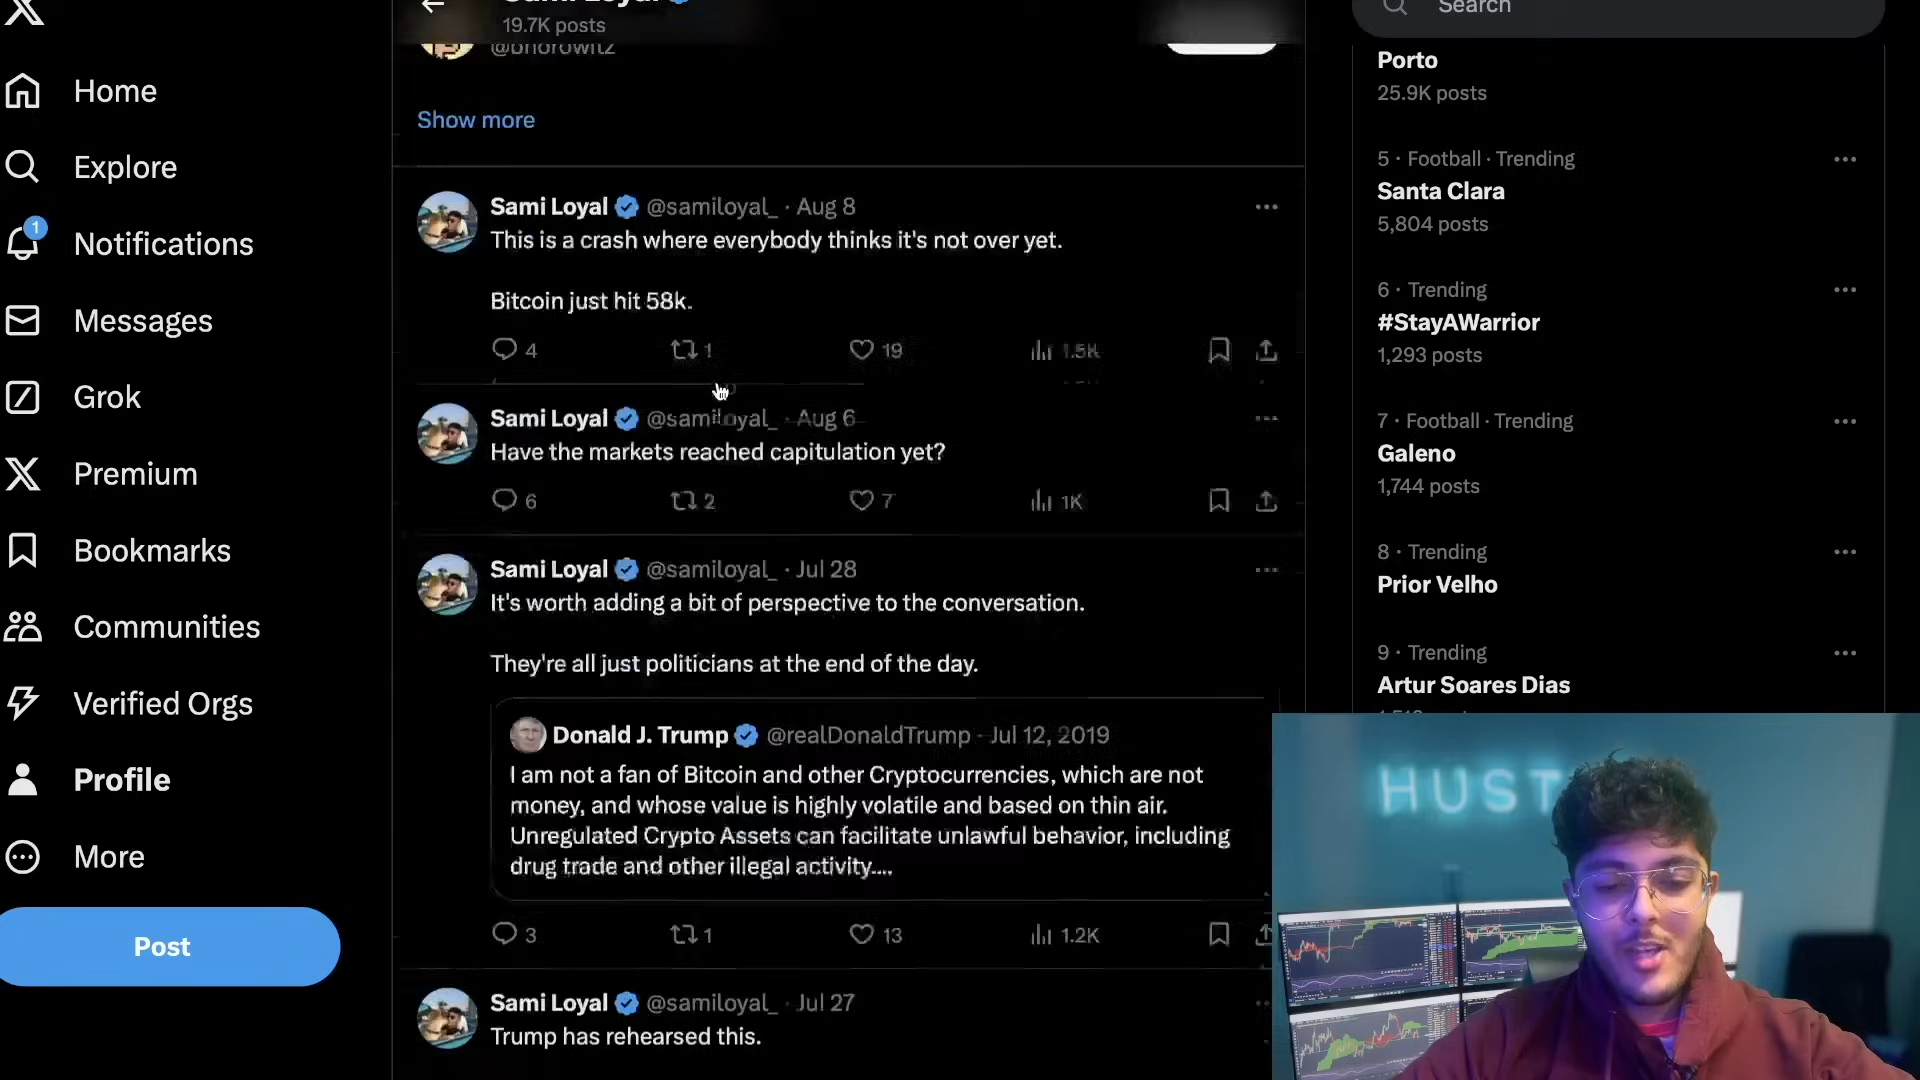 Sami Loyal
19.7K posts
@bhorowitz
Show more
Sami Loyal @samiloyal_ · Aug 8
This is a crash where everybody thinks it's not over yet.
Bitcoin just hit 58k.
4 1 19 1.5K
Sami Loyal @samiloyal_ · Aug 6
Have the markets reached capitulation yet?
6 2 7 1K
Sami Loyal @samiloyal_ · Jul 28
It's worth adding a bit of perspective to the conversation.
They're all just politicians at the end of the day.
Donald J. Trump @realDonaldTrump · Jul 12, 2019
I am not a fan of Bitcoin and other Cryptocurrencies, which are not
money, and whose value is highly volatile and based on thin air.
Unregulated Crypto Assets can facilitate unlawful behavior, including
drug trade and other illegal activity....
3 1 13 1.2K
Sami Loyal @samiloyal_ · Jul 27
Trump has rehearsed this.
Home
Explore
1
Notifications
Messages
Grok
Premium
Bookmarks
Communities
Verified Orgs
Profile
More
Post
Search
Porto
25.9K posts
5 · Football · Trending
Santa Clara
5,804 posts
6 · Trending
#StayAWarrior
1,293 posts
7 · Football · Trending
Galeno
1,744 posts
8 · Trending
Prior Velho
9 · Trending
Artur Soares Dias
HUST